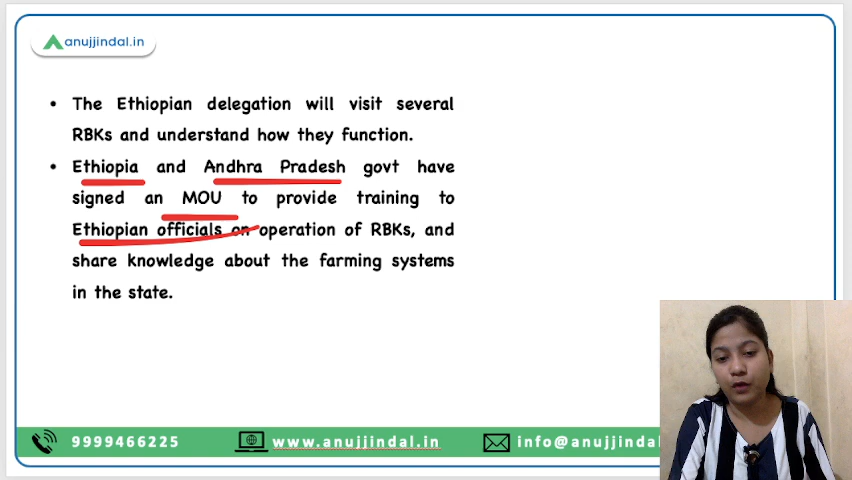 anujjindal.in
• The Ethiopian delegation will visit several
RBKs and understand how they function.
• Ethiopia and Andhra Pradesh govt have
signed an MOU to provide training to
Ethiopian officials on operation of RBKs, and
share knowledge about the farming systems
in the state.
9999466225 www.anujjindal.in info@anujjindal